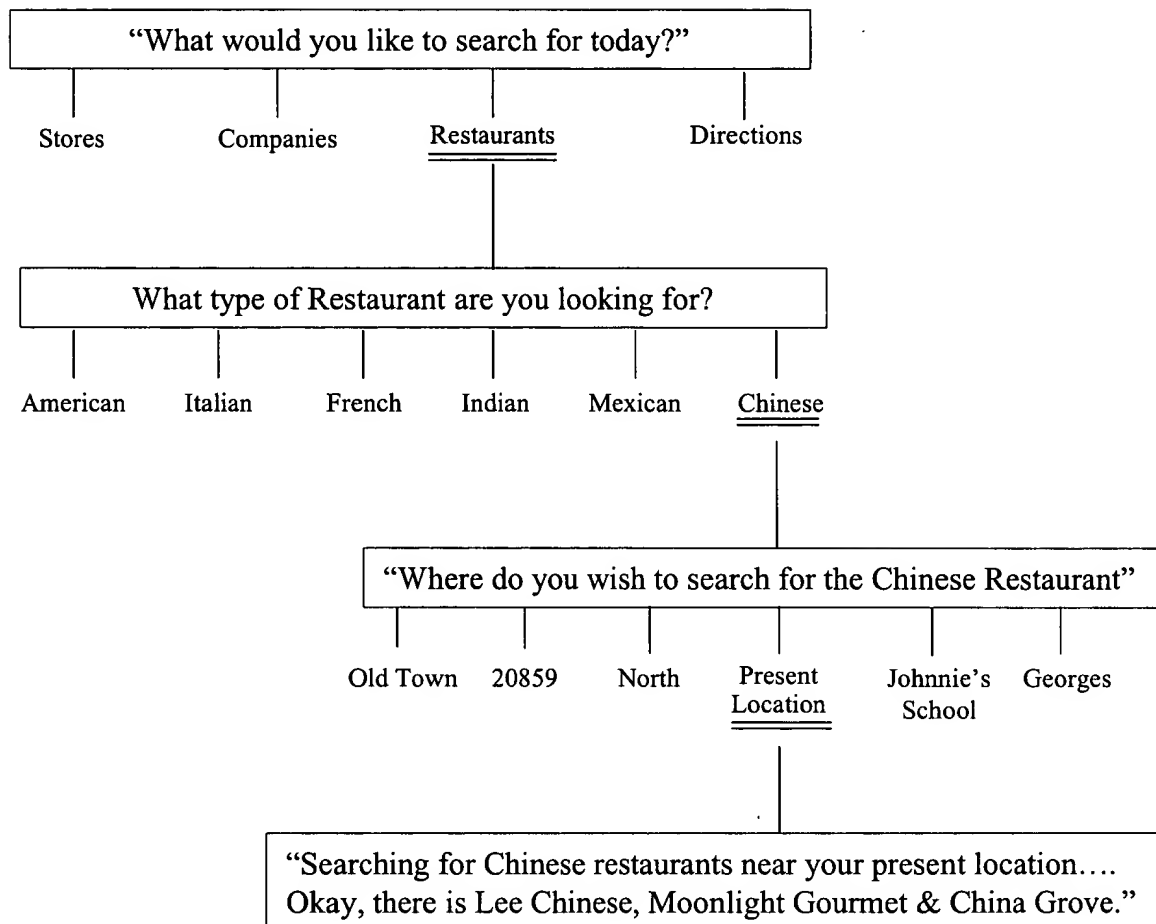 “What would you like to search for today?”
Stores Companies Restaurants Directions
What type of Restaurant are you looking for?
American Italian French Indian Mexican Chinese
“Where do you wish to search for the Chinese Restaurant”
Old Town 20859 North Present Location Johnnie’s School Georges
“Searching for Chinese restaurants near your present location….
Okay, there is Lee Chinese, Moonlight Gourmet & China Grove.”